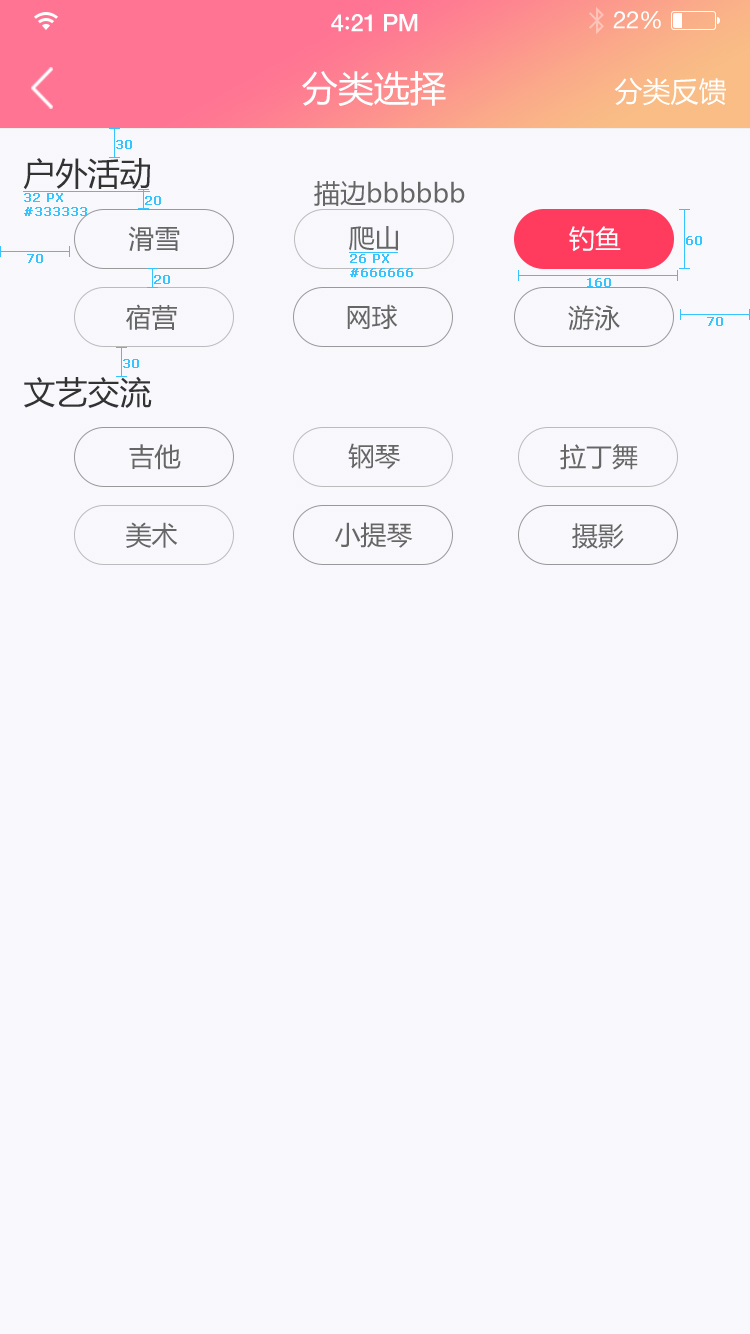 4:21 PM 22%
分类选择 分类反馈
30
户外活动
32 PX
20
#333333
描边bbbbbb
滑雪 爬山 钓鱼
60
70
26 PX
#666666
20
160
宿营 网球 游泳
70
30
文艺交流
吉他 钢琴 拉丁舞
美术 小提琴 摄影